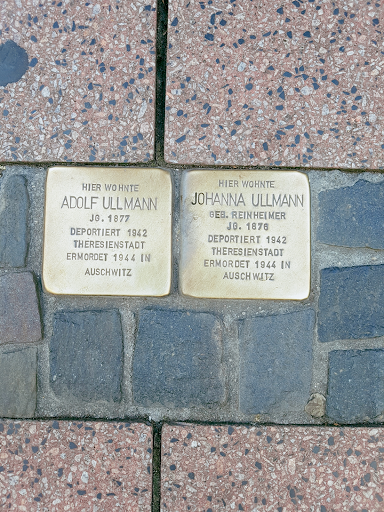 HIER WOHNTE
ADOLF ULLMANN
JG. 1877
DEPORTIERT 1942
THERESIENSTADT
ERMORDET 1944 IN
AUSCHWITZ
HIER WOHNTE
JOHANNA ULLMANN
GEB. REINHEIMER
JG. 1876
DEPORTIERT 1942
THERESIENSTADT
ERMORDET 1944 IN
AUSCHWITZ